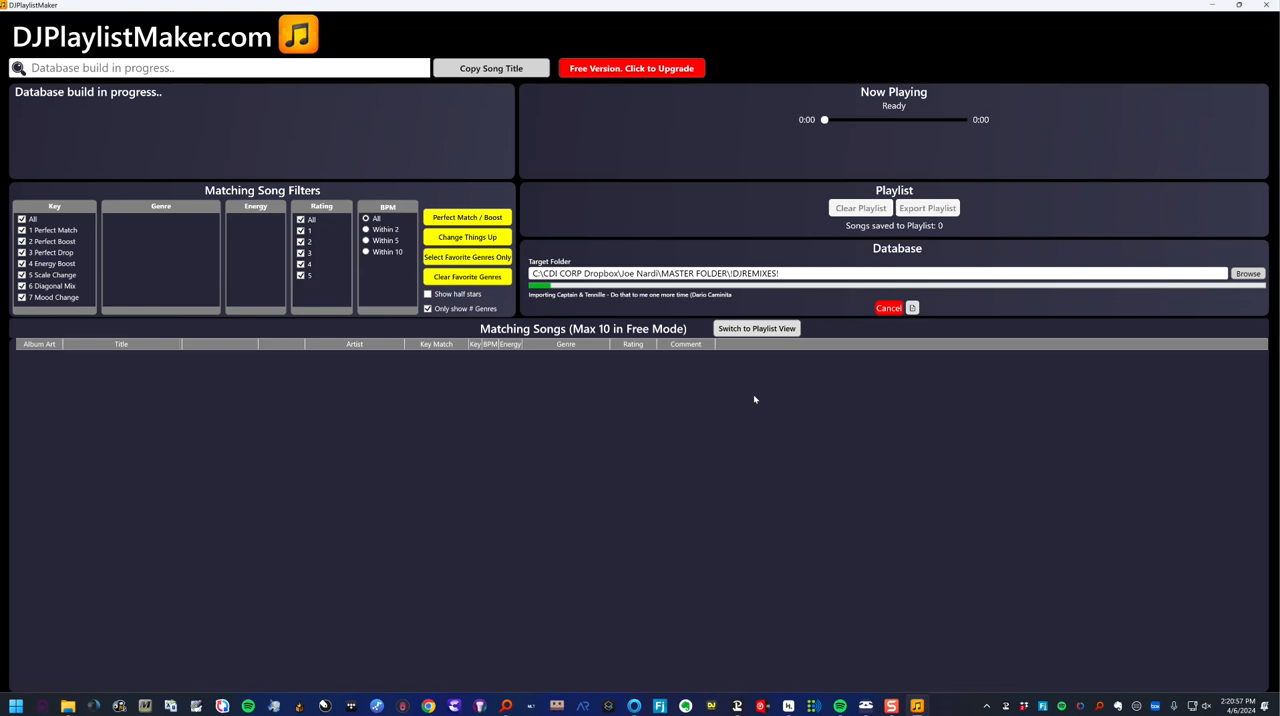 DJPlaylistMaker
DJPlaylistMaker.com
Database build in progress..
Copy Song Title
Free Version. Click to Upgrade
Database build in progress..
Now Playing
Ready
0:00 0:00
Matching Song Filters
Key Genre Energy Rating BPM
All
1 Perfect Match
2 Perfect Boost
3 Perfect Drop
4 Energy Boost
5 Scale Change
6 Diagonal Mix
7 Mood Change
All
1
2
3
4
5
All
Within 2
Within 5
Within 10
Perfect Match / Boost
Change Things Up
Select Favorite Genres Only
Clear Favorite Genres
Show half stars
Only show # Genres
Playlist
Clear Playlist Export Playlist
Songs saved to Playlist: 0
Database
Target Folder
C:\CDI CORP Dropbox\Joe Nardi\MASTER FOLDER\!DJREMIXES!
Browse
Importing Captain & Tennille - Do that to me one more time (Dario Caminita
Cancel
Matching Songs (Max 10 in Free Mode)
Switch to Playlist View
Album Art Title Artist Key Match Key BPM Energy Genre Rating Comment
2:20:57 PM
4/6/2024